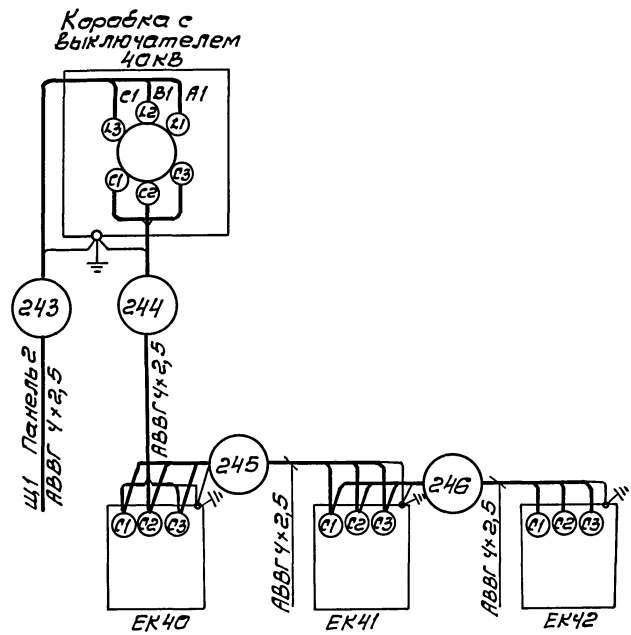 Коробка с
выключателем
40кВ
C1 B1 A1
L3 L2 L1
C1 C2 C3
243 244
Щ1 Панель 2
АВВГ 4×2,5
АВВГ 4×2,5
245
246
C1 C2 C3
АВВГ 4×2,5
C1 C2 C3
АВВГ 4×2,5
C1 C2 C3
ЕК40 ЕК41 ЕК42